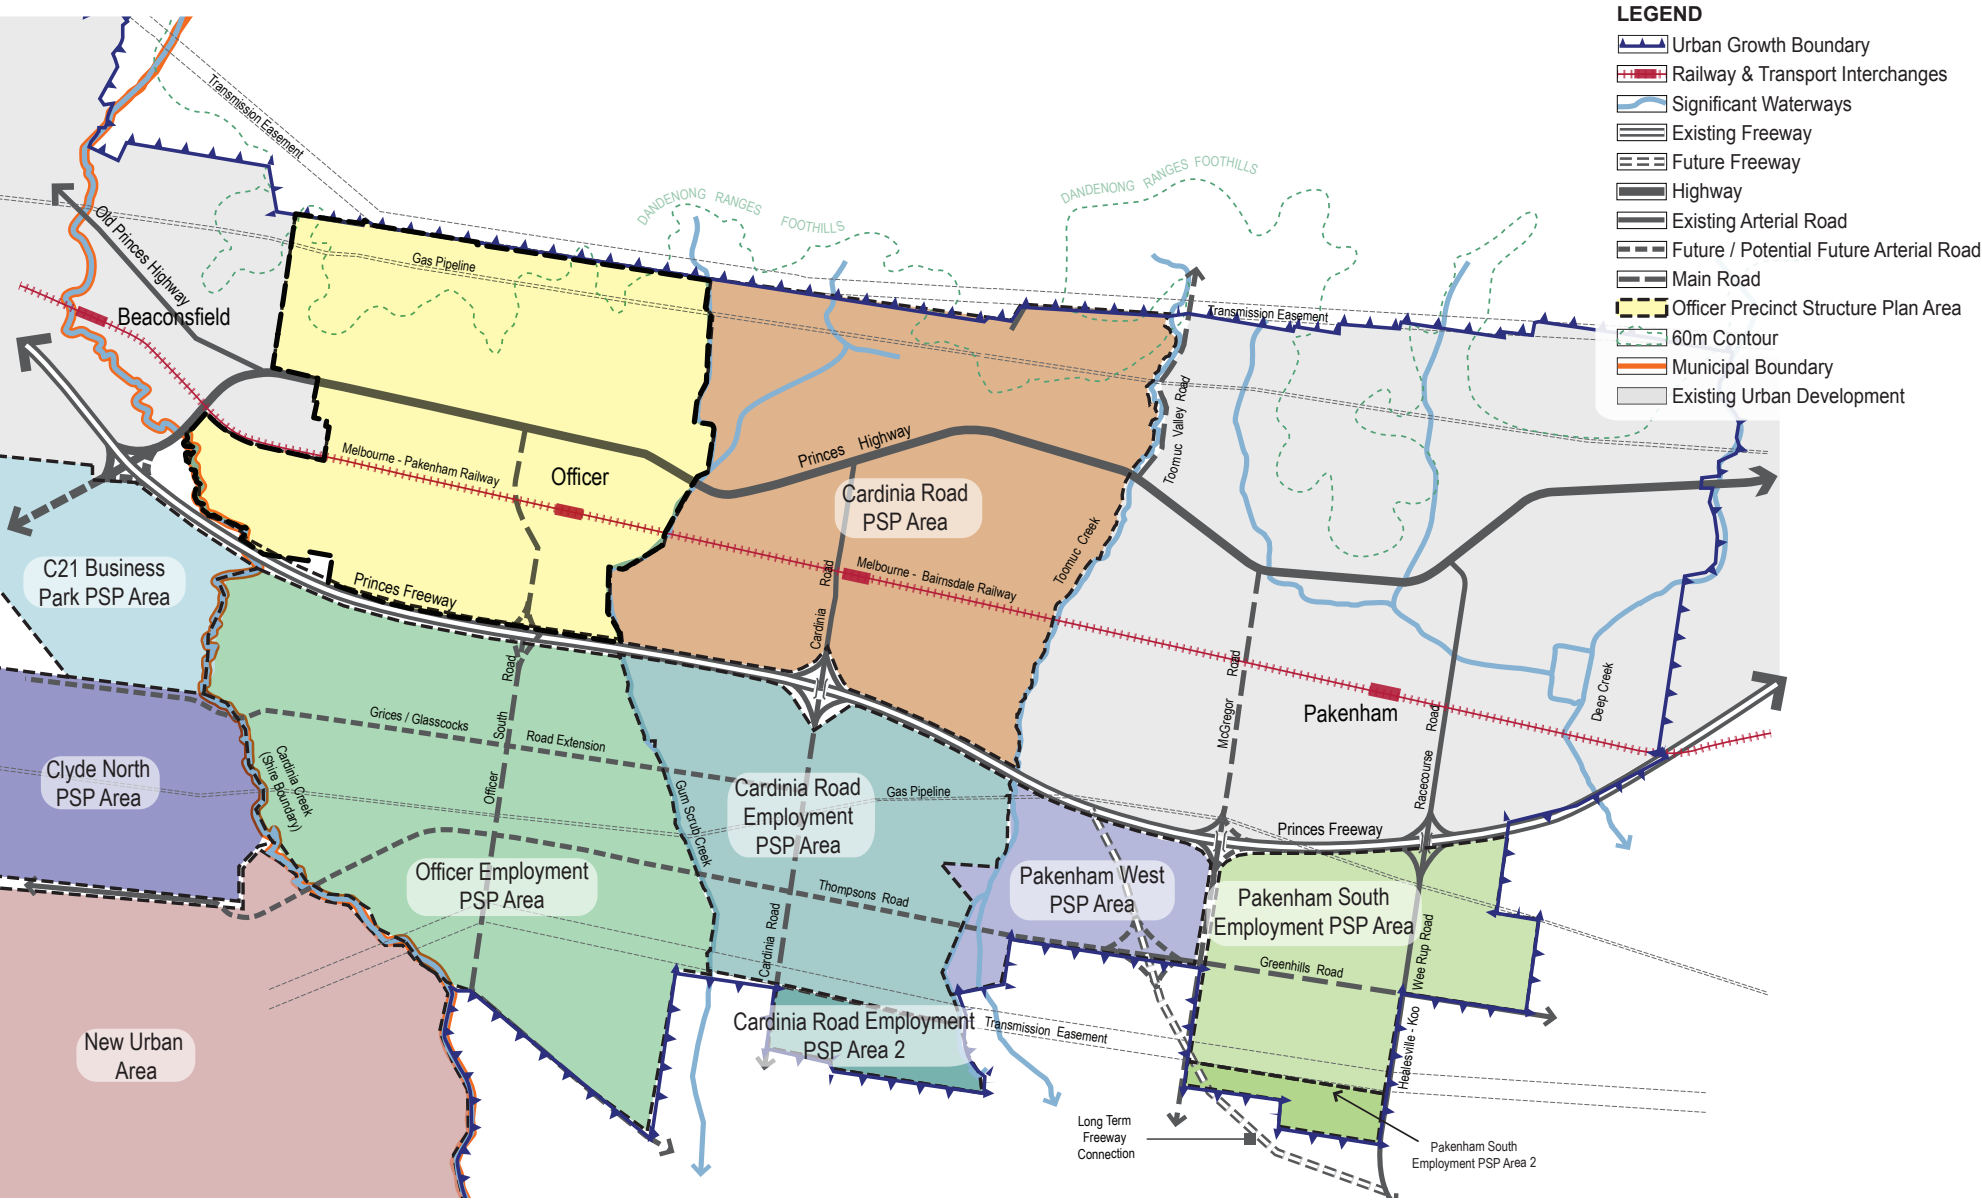 LEGEND
Urban Growth Boundary
Railway & Transport Interchanges
Significant Waterways
Existing Freeway
Future Freeway
Highway
Existing Arterial Road
Future / Potential Future Arterial Road
Main Road
Officer Precinct Structure Plan Area
60m Contour
Municipal Boundary
Existing Urban Development
Transmission Easement
DANDENONG RANGES FOOTHILLS
DANDENONG RANGES FOOTHILLS
Old Princes Highway
Gas Pipeline
Beaconsfield
Transmission Easement
Toomuc Valley Road
Melbourne - Pakenham Railway
Officer
Princes Highway
Cardinia Road
PSP Area
Toomuc Creek
C21 Business
Park PSP Area
Princes Freeway
Cardinia Road
Melbourne - Bairnsdale Railway
McGregor Road
Pakenham
Racecourse Road
Deep Creek
Officer South Road
Grices / Glasscocks Road Extension
Clyde North
PSP Area
Cardinia Creek
(Shire Boundary)
Gum Scrub Creek
Cardinia Road
Employment
PSP Area
Gas Pipeline
Princes Freeway
Officer Employment
PSP Area
Thompsons Road
Pakenham West
PSP Area
Pakenham South
Employment PSP Area
Cardinia Road
Greenhills Road
Healesville - Koo Wee Rup Road
New Urban
Area
Cardinia Road Employment
PSP Area 2
Transmission Easement
Long Term
Freeway
Connection
Pakenham South
Employment PSP Area 2